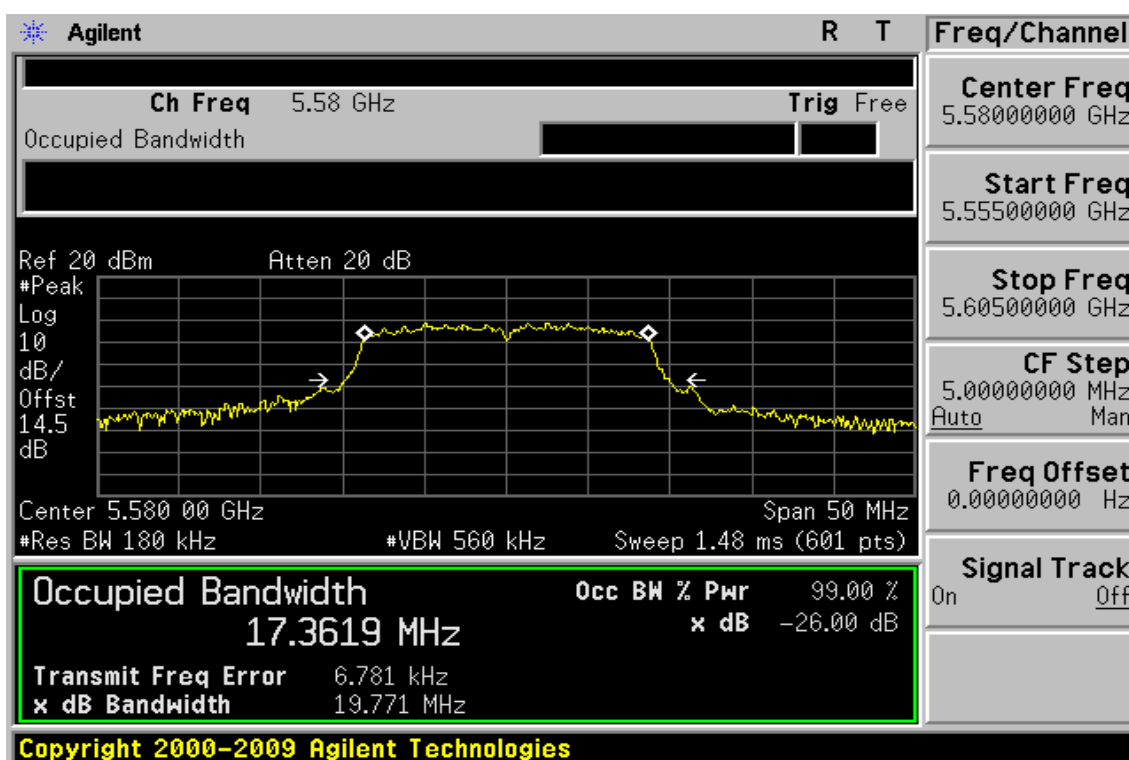 Agilent R T Freq/Channel
Ch Freq 5.58 GHz Trig Free
Occupied Bandwidth
Center Freq
5.58000000 GHz
Start Freq
5.55500000 GHz
Stop Freq
5.60500000 GHz
CF Step
5.00000000 MHz
Auto Man
Freq Offset
0.00000000 Hz
Signal Track
On Off
Ref 20 dBm Atten 20 dB
#Peak
Log
10
dB/
Offst
14.5
dB
Center 5.580 00 GHz Span 50 MHz
#Res BW 180 kHz #VBW 560 kHz Sweep 1.48 ms (601 pts)
Occupied Bandwidth Occ BW % Pwr 99.00 %
17.3619 MHz x dB -26.00 dB
Transmit Freq Error 6.781 kHz
x dB Bandwidth 19.771 MHz
Copyright 2000-2009 Agilent Technologies